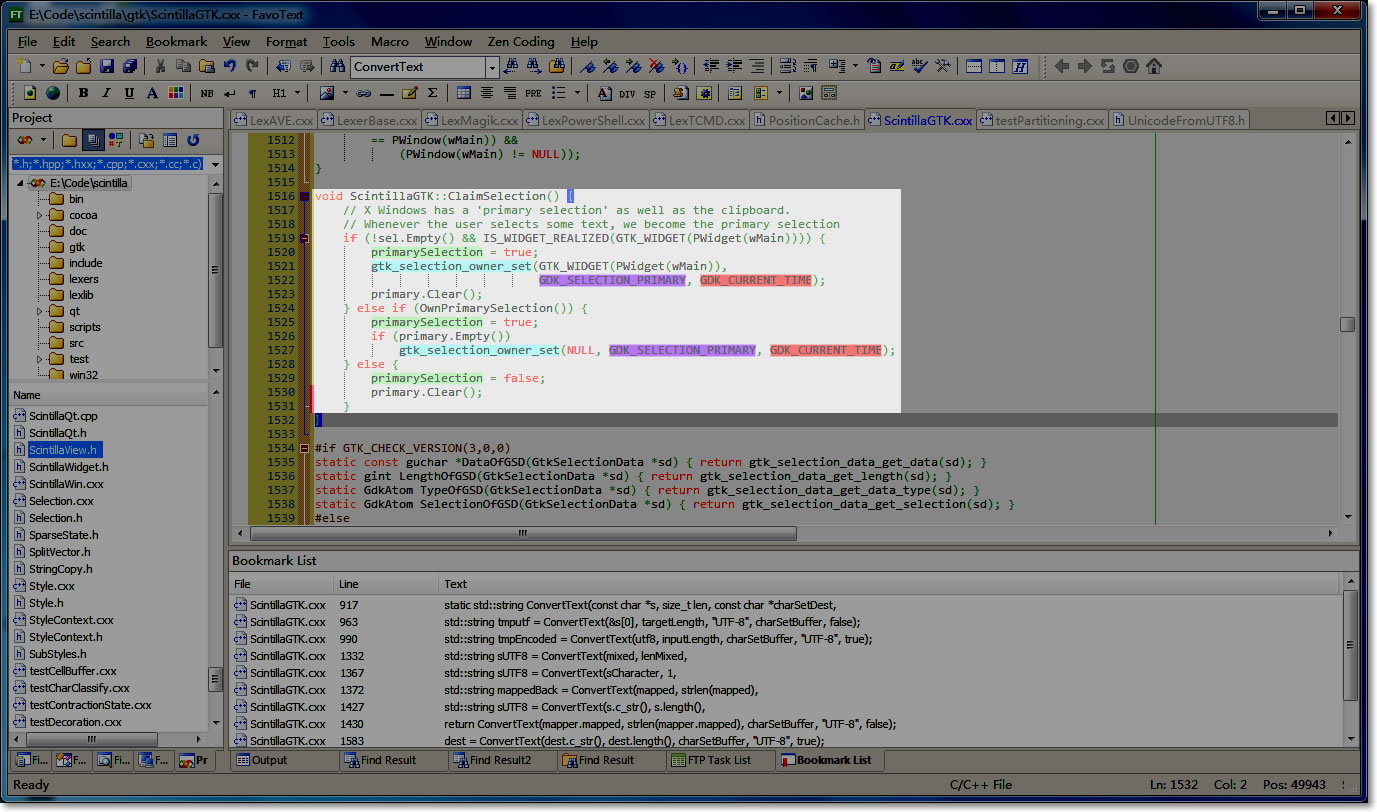 FT E:\Code\scintilla\gtk\ScintillaGTK.cxx - FavoText
File Edit Search Bookmark View Format Tools Macro Window Zen Coding Help
ConvertText
B I U A NB ¶ H1 Σ PRE A DIV SP
Project
LexAVE.cxx LexerBase.cxx LexMagik.cxx LexPowerShell.cxx LexTCMD.cxx PositionCache.h ScintillaGTK.cxx testPartitioning.cxx UnicodeFromUTF8.h
*.h;*.hpp;*.hxx;*.cpp;*.cxx;*.cc;*.c)
E:\Code\scintilla
bin
cocoa
doc
gtk
include
lexers
lexlib
qt
scripts
src
test
win32
Name
ScintillaQt.cpp
ScintillaQt.h
ScintillaView.h
ScintillaWidget.h
ScintillaWin.cxx
Selection.cxx
Selection.h
SparseState.h
SplitVector.h
StringCopy.h
Style.cxx
Style.h
StyleContext.cxx
StyleContext.h
SubStyles.h
testCellBuffer.cxx
testCharClassify.cxx
testContractionState.cxx
testDecoration.cxx
Fi... F... Fi... F... Pr
1512 == PWindow(wMain)) &&
1513 (PWindow(wMain) != NULL));
1514 }
1515
1516 void ScintillaGTK::ClaimSelection() {
1517 // X Windows has a 'primary selection' as well as the clipboard.
1518 // Whenever the user selects some text, we become the primary selection
1519 if (!sel.Empty() && IS_WIDGET_REALIZED(GTK_WIDGET(PWidget(wMain)))) {
1520 primarySelection = true;
1521 gtk_selection_owner_set(GTK_WIDGET(PWidget(wMain)),
1522 GDK_SELECTION_PRIMARY, GDK_CURRENT_TIME);
1523 primary.Clear();
1524 } else if (OwnPrimarySelection()) {
1525 primarySelection = true;
1526 if (primary.Empty())
1527 gtk_selection_owner_set(NULL, GDK_SELECTION_PRIMARY, GDK_CURRENT_TIME);
1528 } else {
1529 primarySelection = false;
1530 primary.Clear();
1531 }
1532 }
1533
1534 #if GTK_CHECK_VERSION(3,0,0)
1535 static const guchar *DataOfGSD(GtkSelectionData *sd) { return gtk_selection_data_get_data(sd); }
1536 static gint LengthOfGSD(GtkSelectionData *sd) { return gtk_selection_data_get_length(sd); }
1537 static GdkAtom TypeOfGSD(GtkSelectionData *sd) { return gtk_selection_data_get_data_type(sd); }
1538 static GdkAtom SelectionOfGSD(GtkSelectionData *sd) { return gtk_selection_data_get_selection(sd); }
1539 #else
Bookmark List
File Line Text
ScintillaGTK.cxx 917 static std::string ConvertText(const char *s, size_t len, const char *charSetDest,
ScintillaGTK.cxx 963 std::string tmputf = ConvertText(&s[0], targetLength, "UTF-8", charSetBuffer, false);
ScintillaGTK.cxx 990 std::string tmpEncoded = ConvertText(utf8, inputLength, charSetBuffer, "UTF-8", true);
ScintillaGTK.cxx 1332 std::string sUTF8 = ConvertText(mixed, lenMixed,
ScintillaGTK.cxx 1367 std::string sUTF8 = ConvertText(sCharacter, 1,
ScintillaGTK.cxx 1372 std::string mappedBack = ConvertText(mapped, strlen(mapped),
ScintillaGTK.cxx 1427 std::string sUTF8 = ConvertText(s.c_str(), s.length(),
ScintillaGTK.cxx 1430 return ConvertText(mapper.mapped, strlen(mapper.mapped), charSetBuffer, "UTF-8", false);
ScintillaGTK.cxx 1583 dest = ConvertText(dest.c_str(), dest.length(), charSetBuffer, "UTF-8", true);
Output Find Result Find Result2 Find Result FTP Task List Bookmark List
Ready C/C++ File Ln: 1532 Col: 2 Pos: 49943